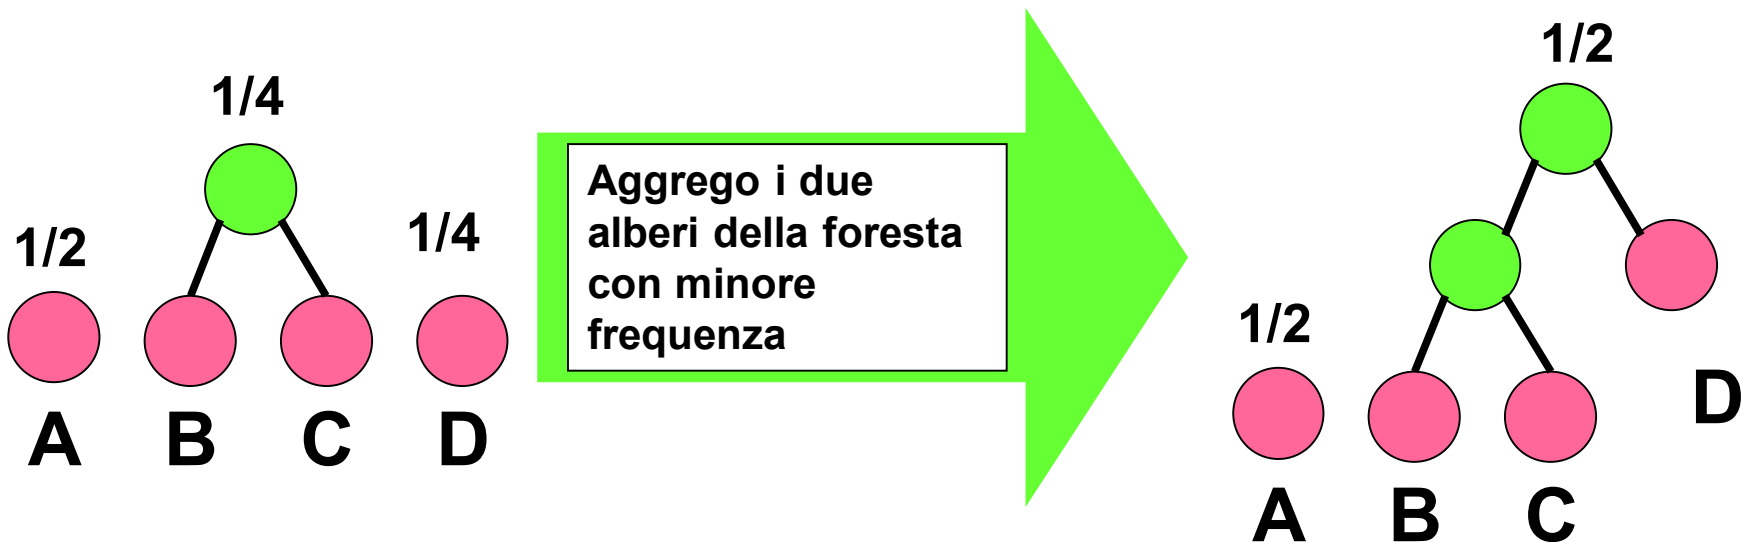 1/4
1/2
1/4
A B C D
Aggrego i due
alberi della foresta
con minore
frequenza
1/2
1/2
D
A B C